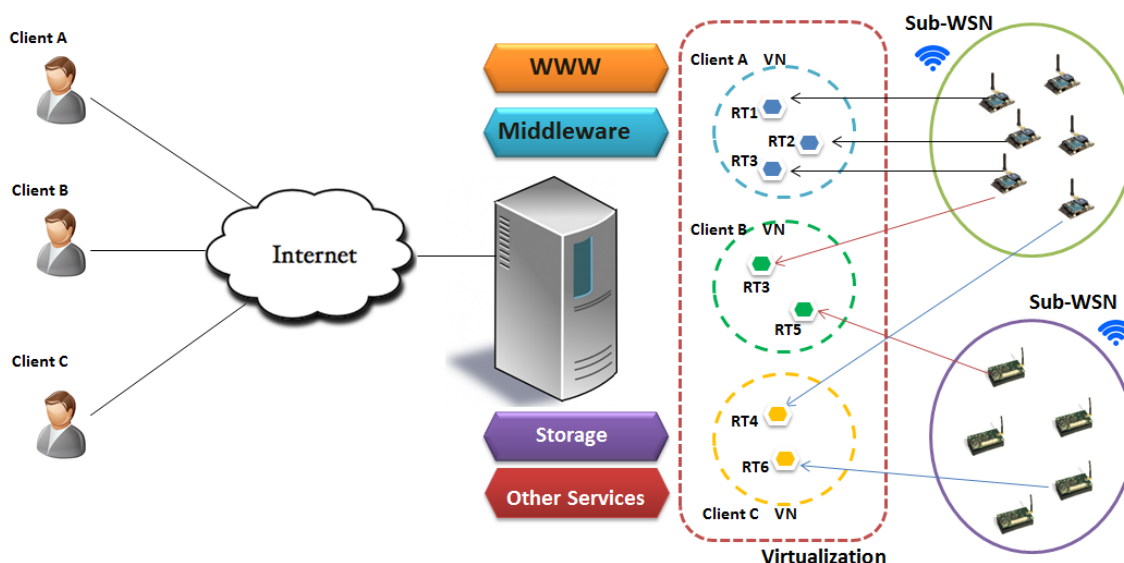 Client A
Client B
Client C
Internet
WWW
Middleware
Storage
Other Services
Client A VN
RT1
RT2
RT3
Client B VN
RT3
RT5
RT4
RT6
Client C VN
Virtualization
Sub-WSN
Sub-WSN